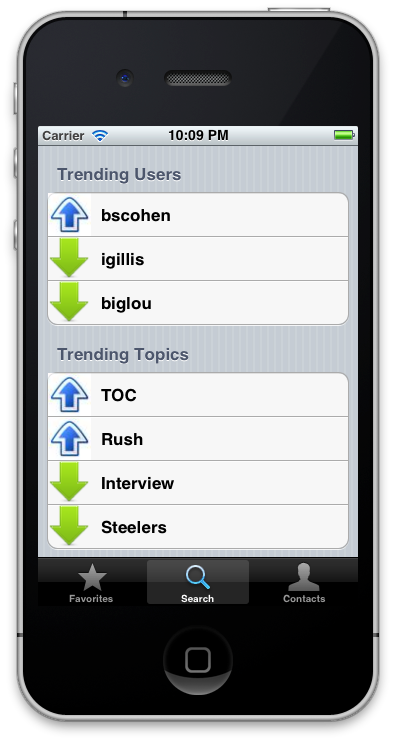 Carrier 10:09 PM
Trending Users
bscohen
igillis
biglou
Trending Topics
TOC
Rush
Interview
Steelers
Favorites Search Contacts